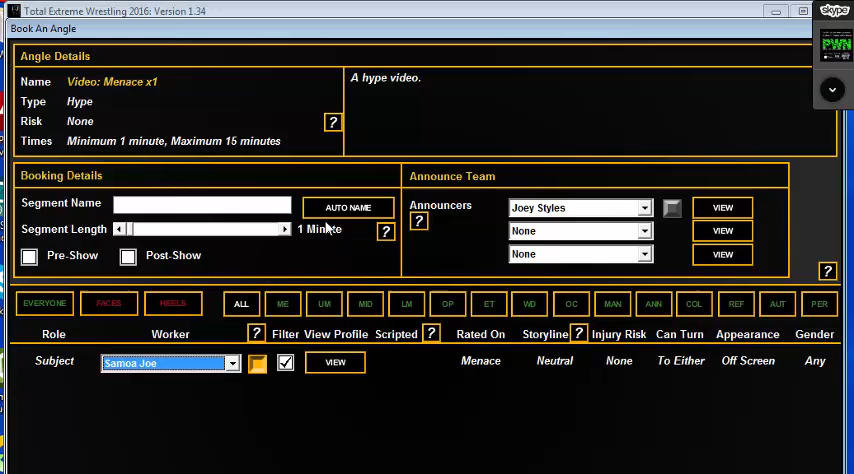 Total Extreme Wrestling 2016: Version 1.34
skype
Book An Angle
Angle Details
Name Video: Menace x1
Type Hype
Risk None
Times Minimum 1 minute, Maximum 15 minutes
?
A hype video.
PWN
Booking Details
Segment Name AUTO NAME
Segment Length 1 Minute ?
Pre-Show Post-Show
Announce Team
Announcers Joey Styles VIEW
? None VIEW
None VIEW
?
EVERYONE FACES HEELS ALL ME UM MID LM OP ET WD OC MAN ANN COL REF AUT PER
Role Worker ? Filter View Profile Scripted ? Rated On Storyline ? Injury Risk Can Turn Appearance Gender
Subject Samoa Joe VIEW Menace Neutral None To Either Off Screen Any